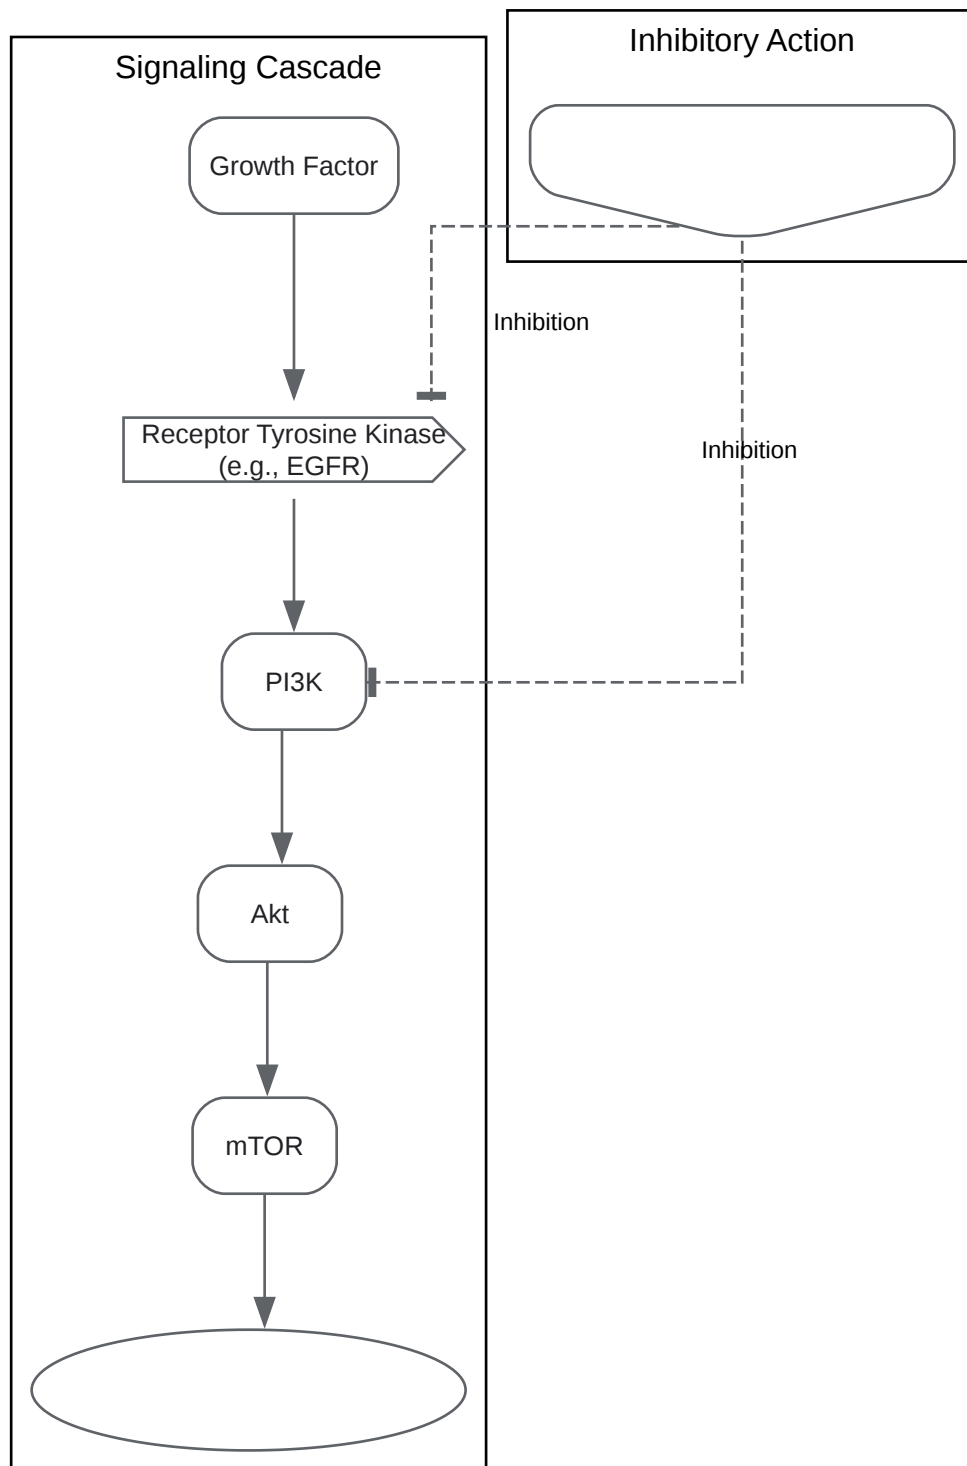 Signaling Cascade
Inhibitory Action
Growth Factor
Inhibition
Receptor Tyrosine Kinase
(e.g., EGFR)
Inhibition
PI3K
Akt
mTOR